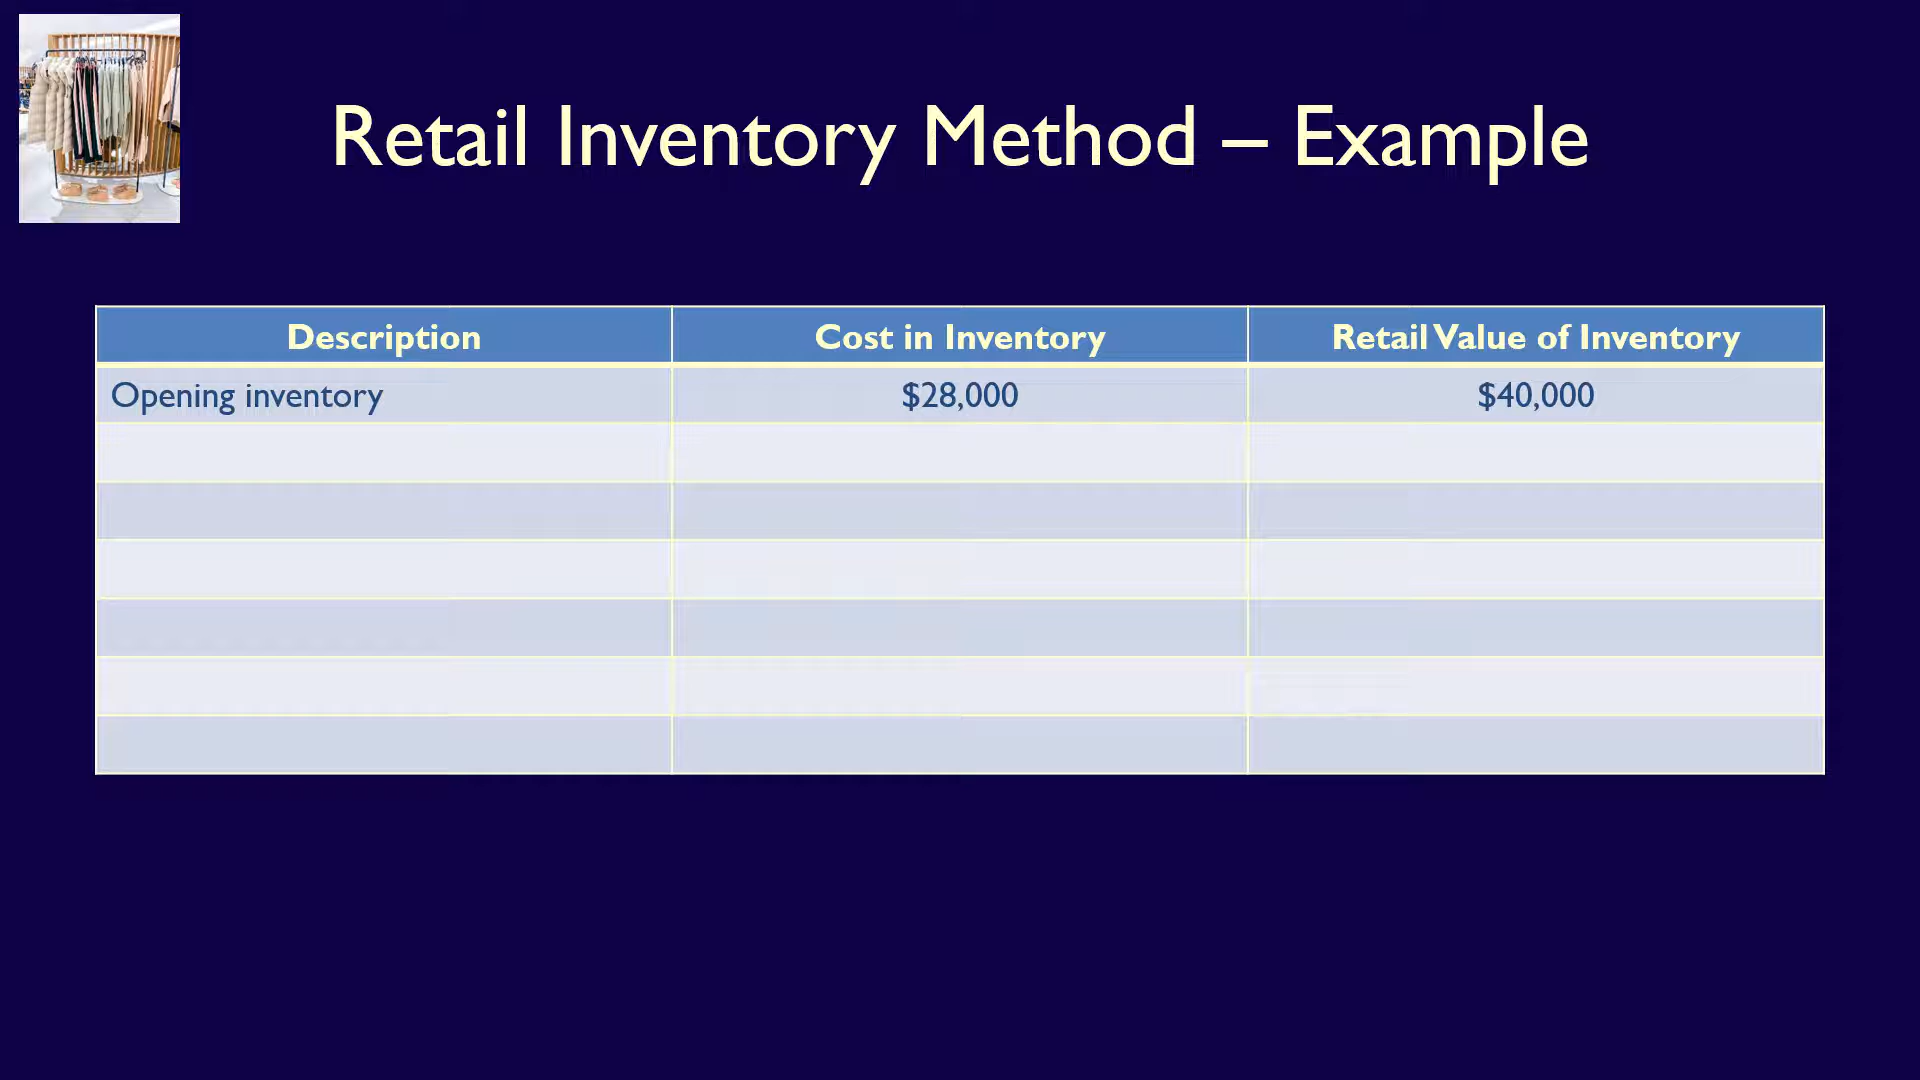 Retail Inventory Method – Example
Description Cost in Inventory Retail Value of Inventory
Opening inventory $28,000 $40,000